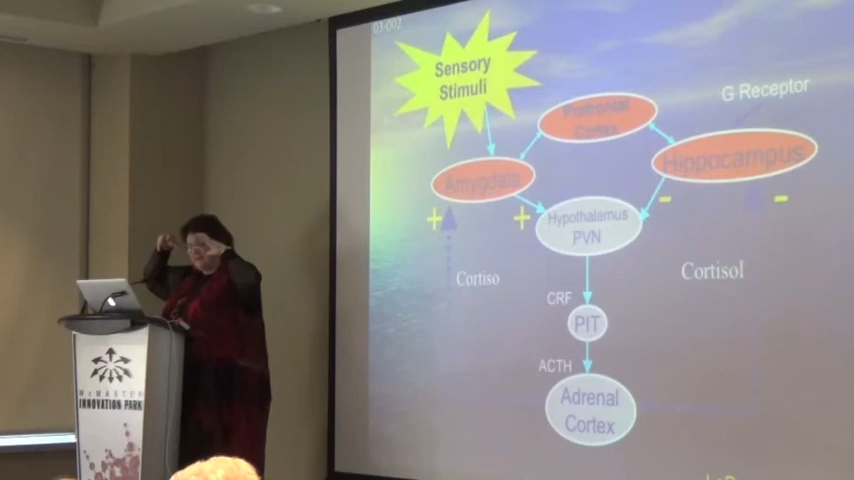 03-002
Sensory
Stimuli
Prefrontal
Cortex
G Receptor
Hippocampus
Amygdala
+
+
Hypothalamus
PVN
-
-
Cortiso
Cortisol
CRF
PIT
ACTH
Adrenal
Cortex
McMASTER
INNOVATION PARK